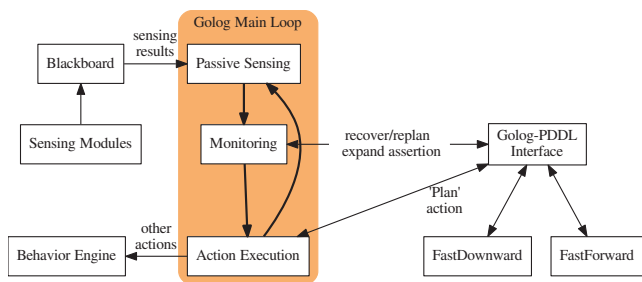 Golog Main Loop
sensing
results
Blackboard
Passive Sensing
Sensing Modules
Monitoring
recover/replan
expand assertion
Golog-PDDL
Interface
'Plan'
action
other
actions
Behavior Engine
Action Execution
FastDownward
FastForward